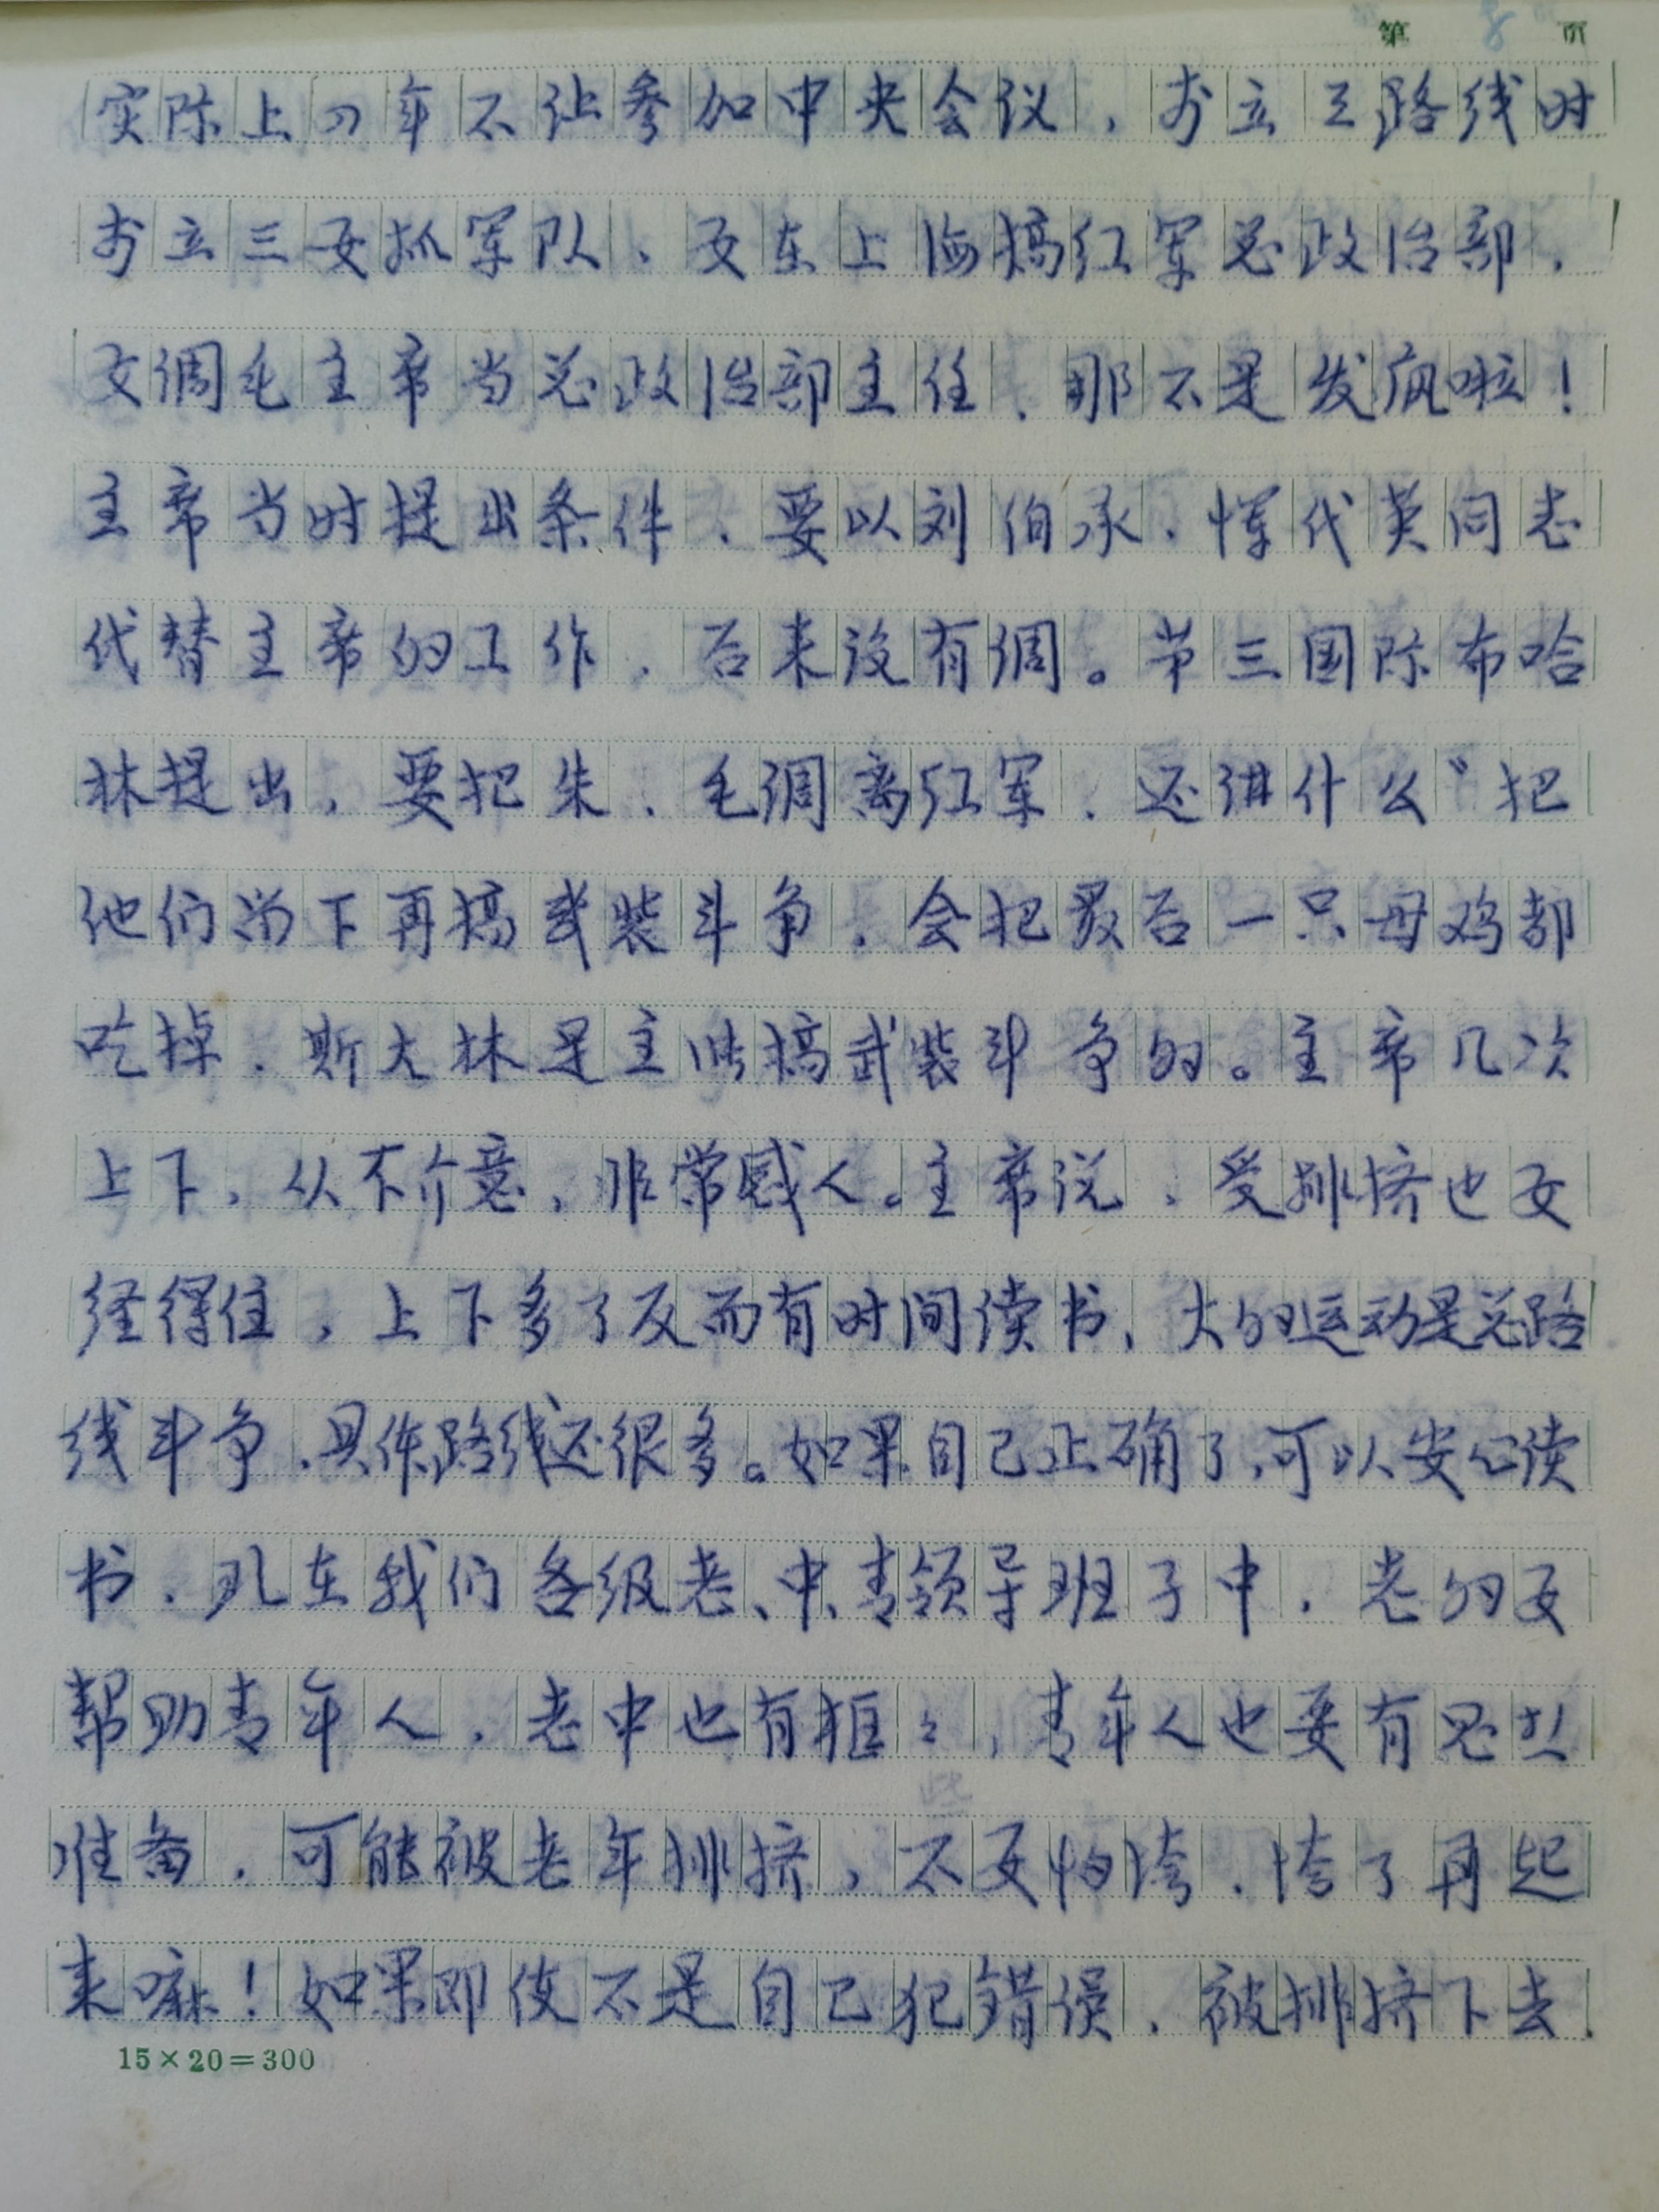 第 8 页
实际上四年不让参加中央会议，李立三路线时
李立三要抓军队，要在上海搞红军总政治部，
要调毛主席当总政治部主任，那不是发疯啦！
主席当时提出条件，要以刘伯承、恽代英同志
代替主席的工作，后来没有调。第三国际布哈
林提出，要把朱、毛调离红军，还讲什么“把
他们留下再搞武装斗争，会把最后一只母鸡都
吃掉，斯大林是主张搞武装斗争的。主席几次
上下，从不介意，非常感人。主席说，受排挤也要
经得住，上下多了反而有时间读书，大的运动是总路
线斗争，具体路线还很多。如果自己正确了，可以安心读
书，现在我们各级老、中、青领导班子中，老的要
帮助青年人，老中也有框々，青年人也要有思想
准备，可能被老年排挤，不要怕垮，垮了再起
来嘛！如果即使不是自己犯错误，被排挤下去，
15×20=300